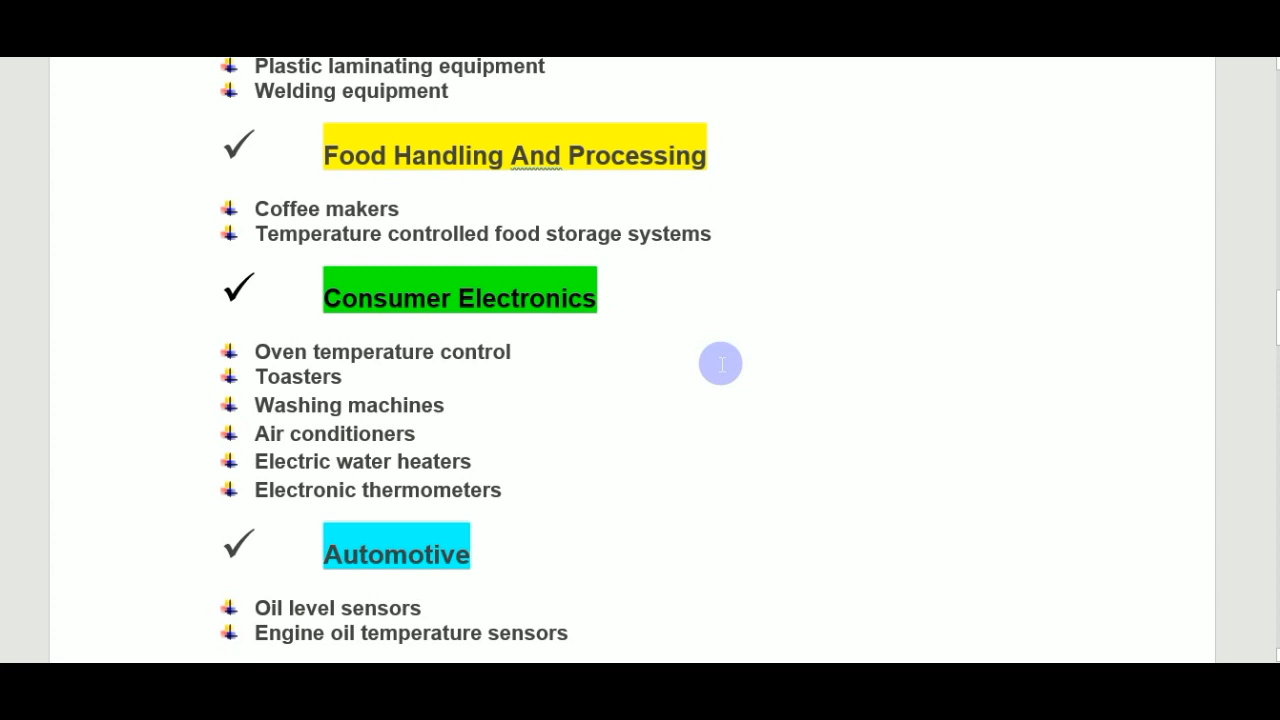 Plastic laminating equipment
Welding equipment
Food Handling And Processing
Coffee makers
Temperature controlled food storage systems
Consumer Electronics
Oven temperature control
Toasters
Washing machines
Air conditioners
Electric water heaters
Electronic thermometers
Automotive
Oil level sensors
Engine oil temperature sensors